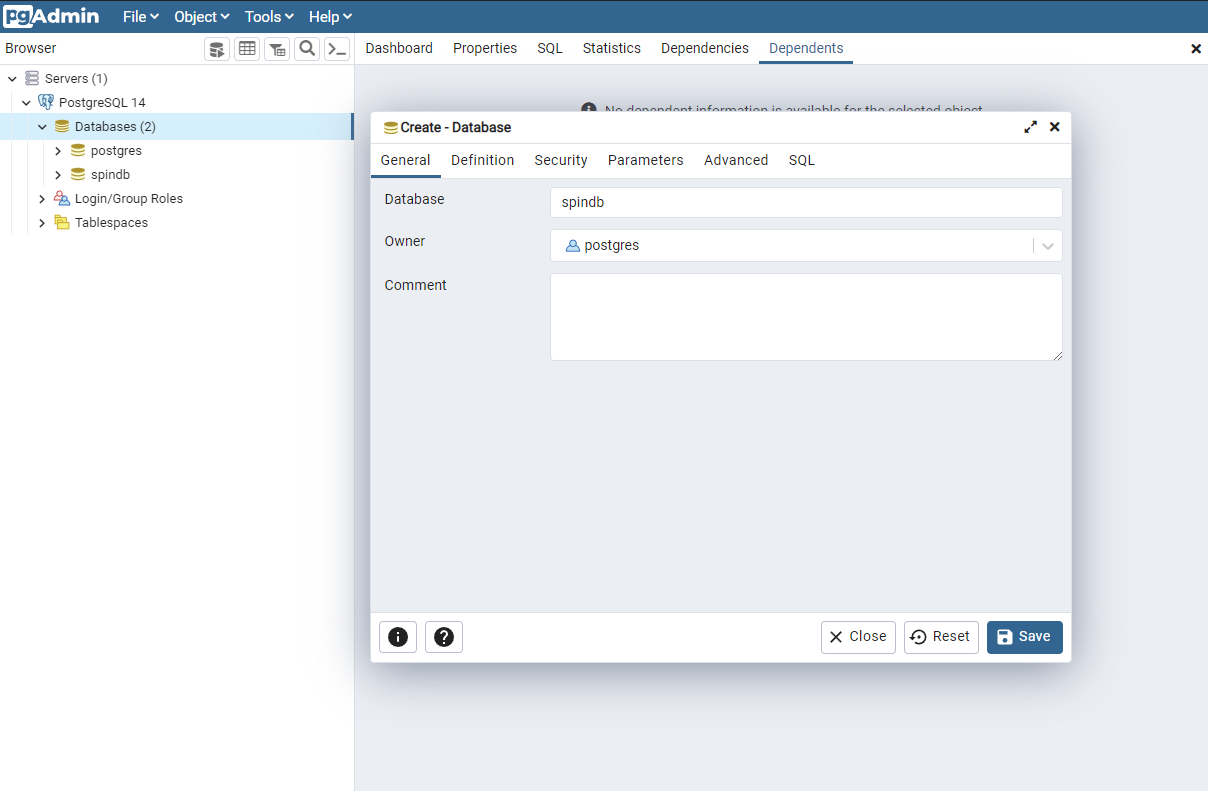 pgAdmin File Object Tools Help
Browser
Dashboard Properties SQL Statistics Dependencies Dependents
Servers (1)
PostgreSQL 14
Databases (2)
postgres
spindb
Login/Group Roles
Tablespaces
No dependent information is available for the selected object.
Create - Database
General Definition Security Parameters Advanced SQL
Database spindb
Owner postgres
Comment
Close Reset Save